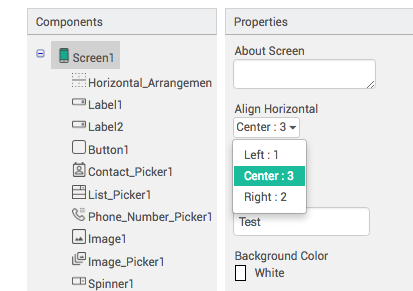 Components
Screen1
Horizontal_Arrangemen
Label1
Label2
Button1
Contact_Picker1
List_Picker1
Phone_Number_Picker1
Image1
Image_Picker1
Spinner1
Properties
About Screen
Align Horizontal
Center : 3
Left : 1
Center : 3
Right : 2
Test
Background Color
White